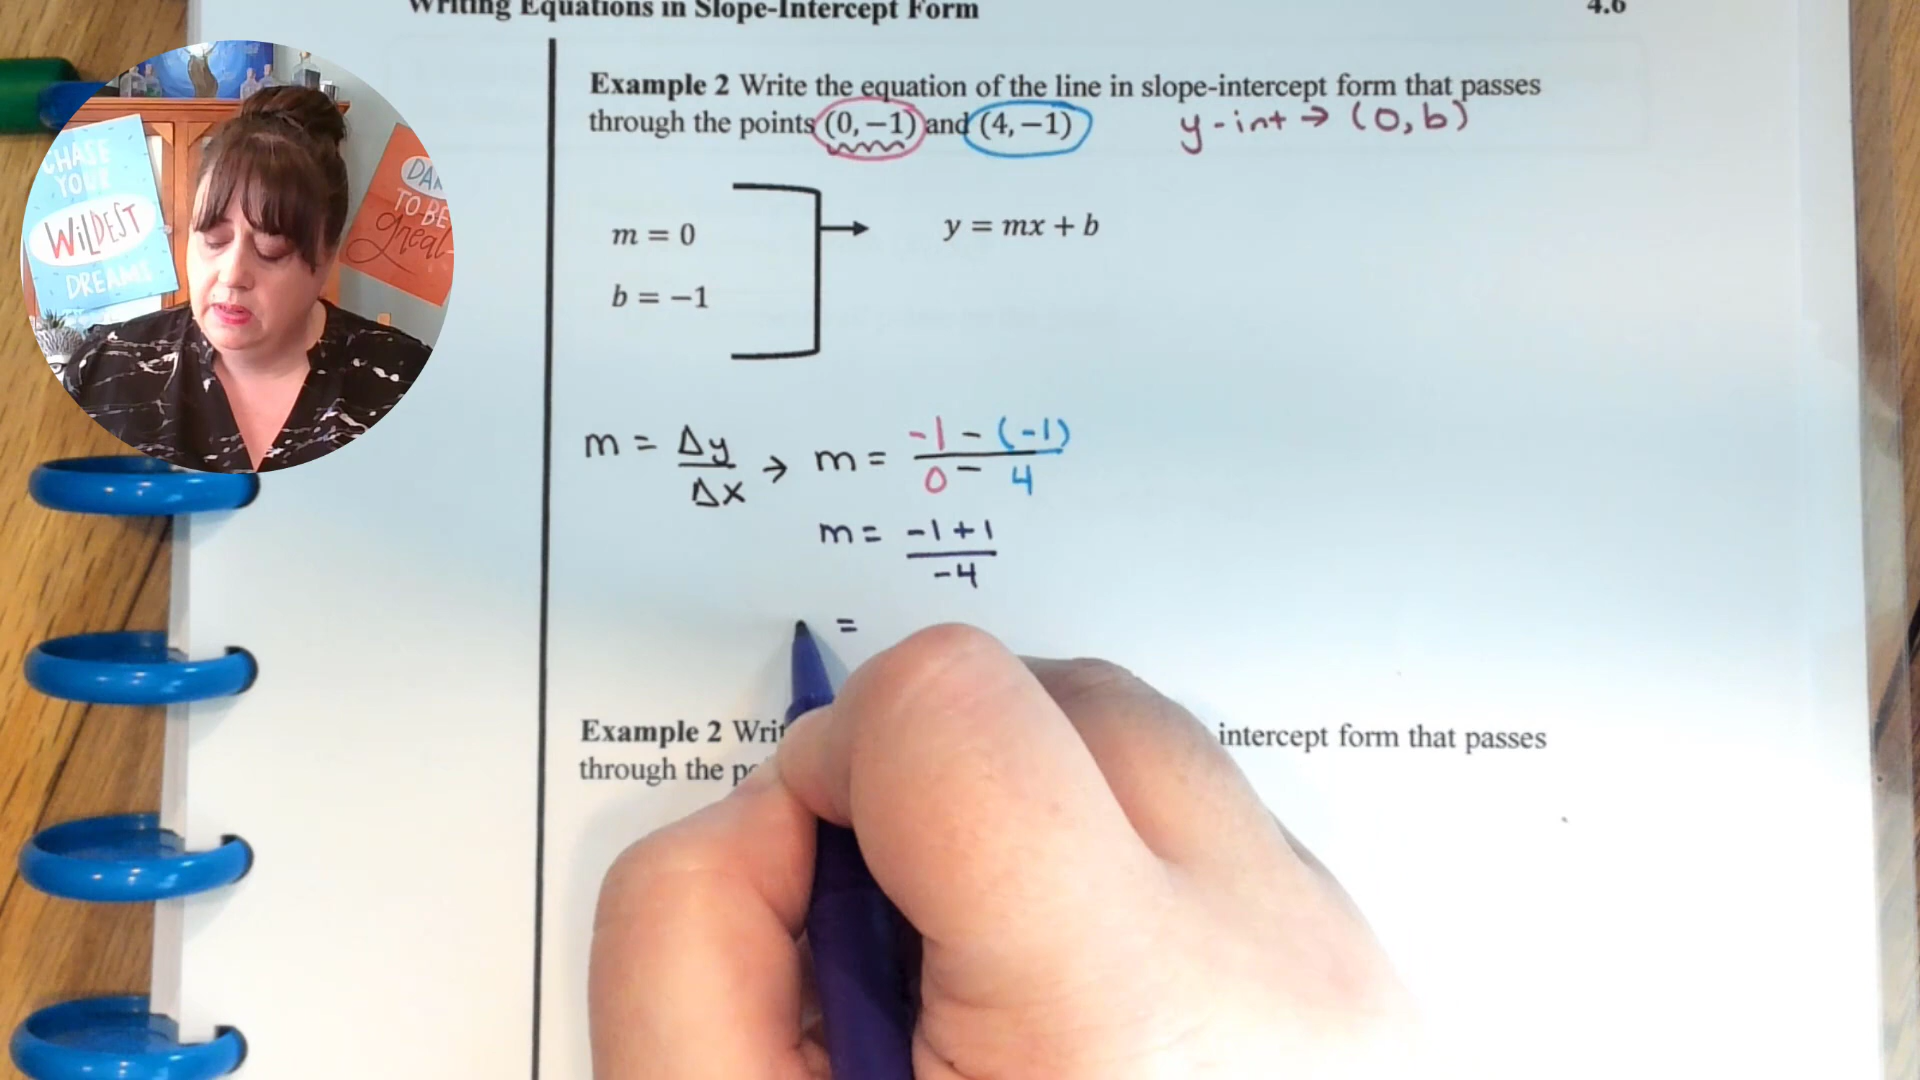 Writing Equations in Slope-Intercept Form
4.6
Example 2 Write the equation of the line in slope-intercept form that passes
through the points (0, −1) and (4, −1)
y-int → (0, b)
m = 0
y = mx + b
b = −1
m = Δy/Δx → m = -1 - (-1)/0 - 4
m = -1 + 1/-4
=
Example 2
through the
intercept form that passes
CHASE
YOUR
WILDEST
DREAMS
TO BE
great